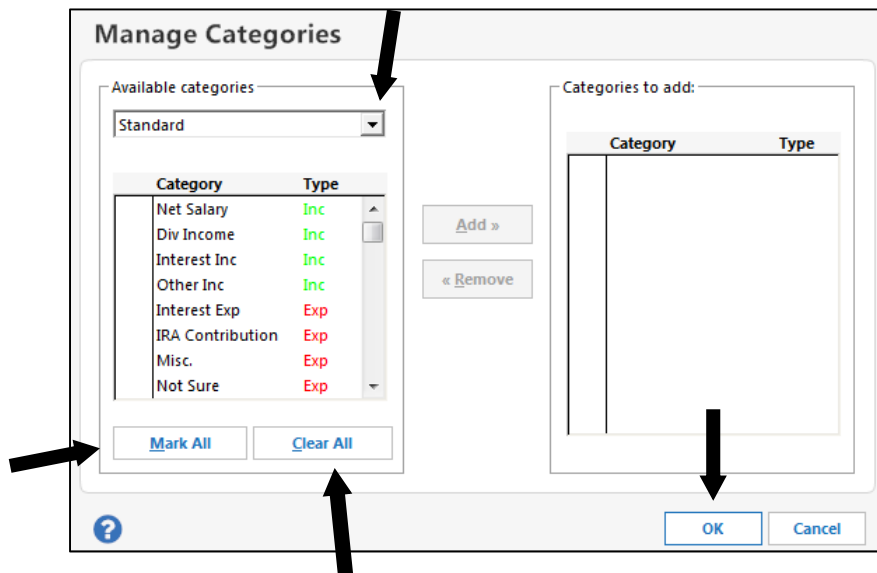 Manage Categories
Available categories
Standard
Category Type
Net Salary Inc
Div Income Inc
Interest Inc Inc
Other Inc Inc
Interest Exp Exp
IRA Contribution Exp
Misc. Exp
Not Sure Exp
Mark All Clear All
Add »
« Remove
Categories to add:
Category Type
?
OK Cancel